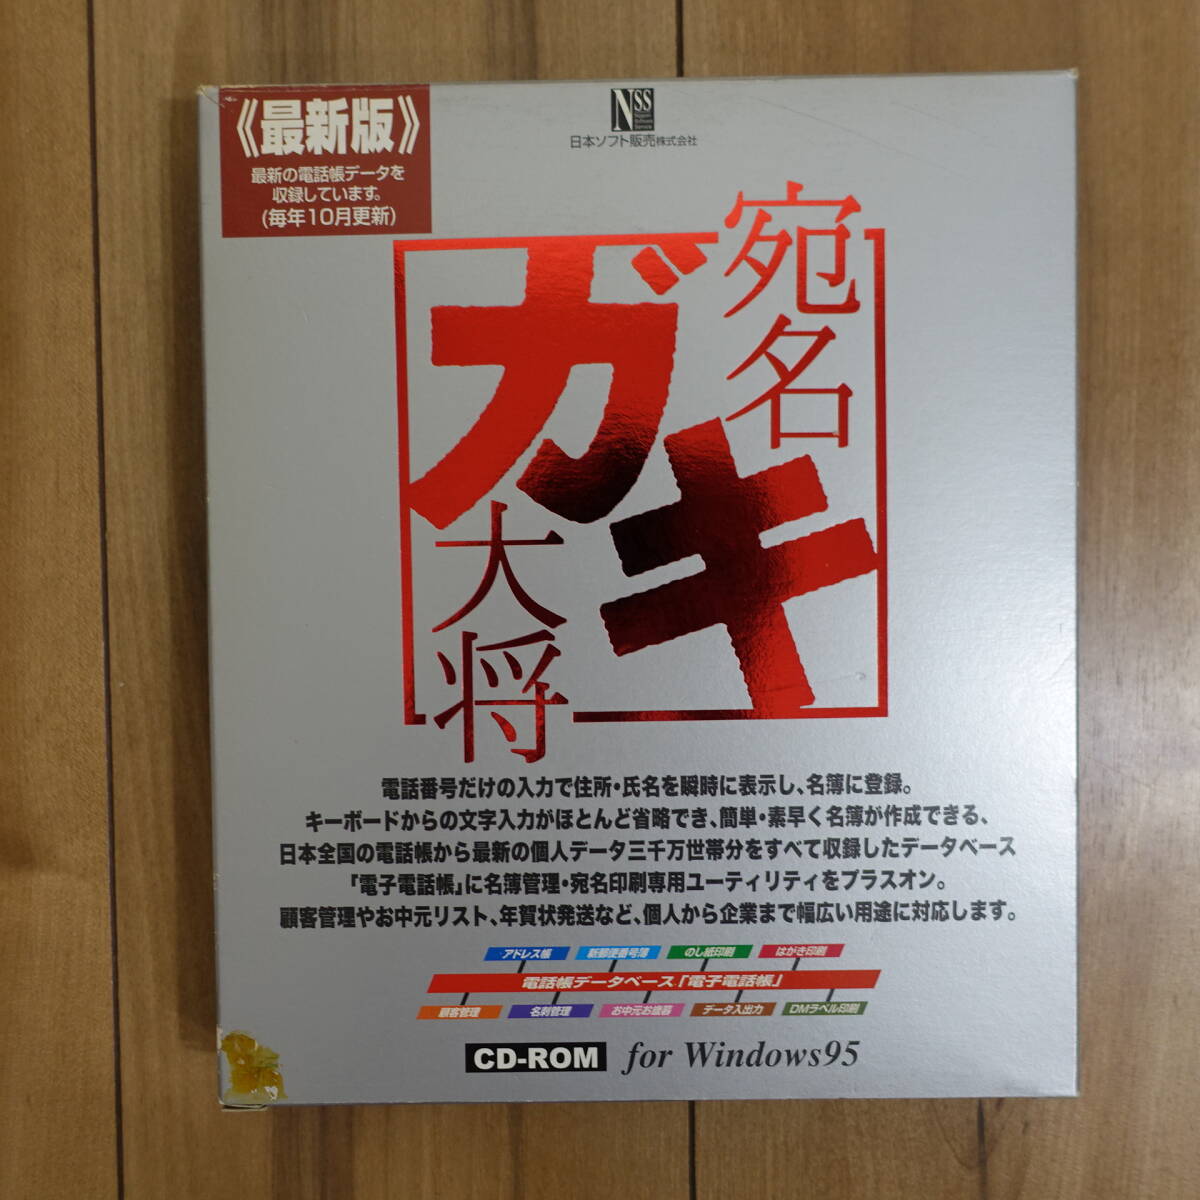 《最新版》
最新の電話帳データを
収録しています。
(毎年10月更新)
NSS
日本ソフト販売株式会社
宛名
ガキ
大将
電話番号だけの入力で住所・氏名を瞬時に表示し、名簿に登録。
キーボードからの文字入力がほとんど省略でき、簡単・素早く名簿が作成できる、
日本全国の電話帳から最新の個人データ三千万世帯分をすべて収録したデータベース
「電子電話帳」に名簿管理・宛名印刷専用ユーティリティをプラスオン。
顧客管理やお中元リスト、年賀状発送など、個人から企業まで幅広い用途に対応します。
アドレス帳 新郵便番号簿 のし紙印刷 はがき印刷
電話帳データベース「電子電話帳」
顧客管理 名刺管理 お中元お歳暮 データ入出力 DMラベル印刷
CD-ROM for Windows95